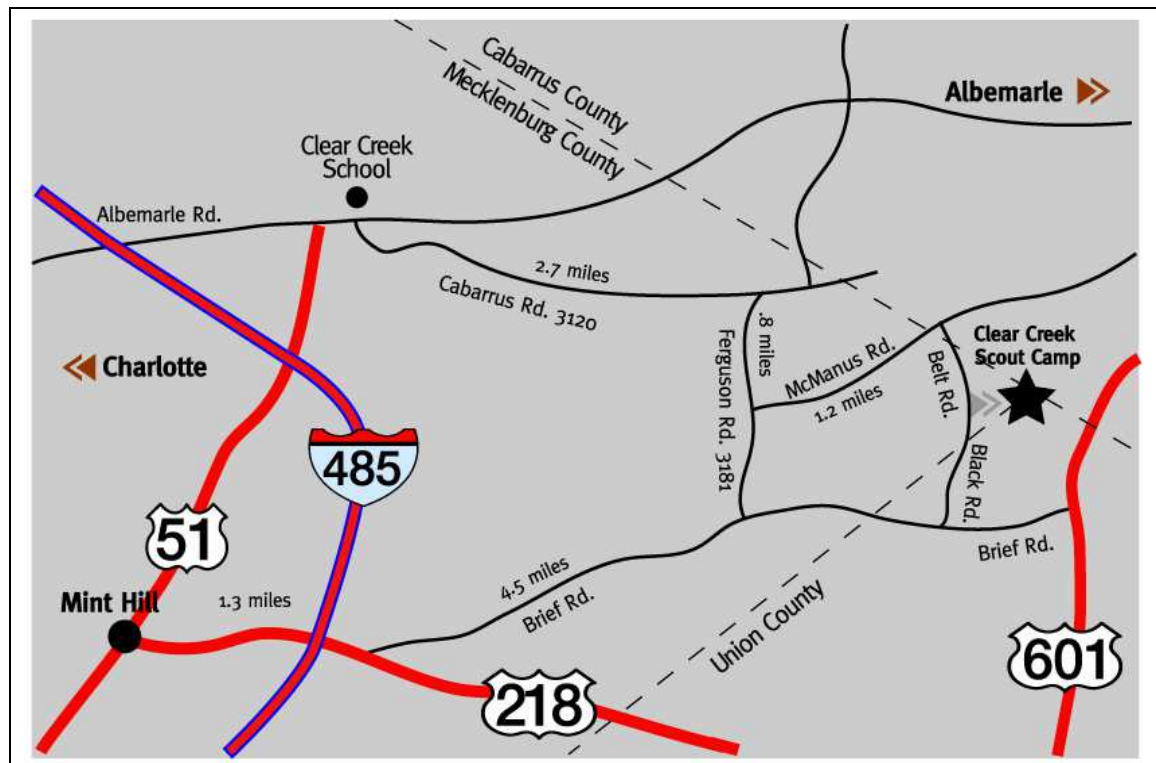 Cabarrus County
Mecklenburg County
Albemarle
Clear Creek
School
Albemarle Rd.
2.7 miles
Cabarrus Rd. 3120
Charlotte
.8 miles
Ferguson Rd. 3181
McManus Rd.
1.2 miles
Belt Rd.
Clear Creek
Scout Camp
Black Rd.
485
51
Mint Hill
1.3 miles
4.5 miles
Brief Rd.
Brief Rd.
Union County
218
601